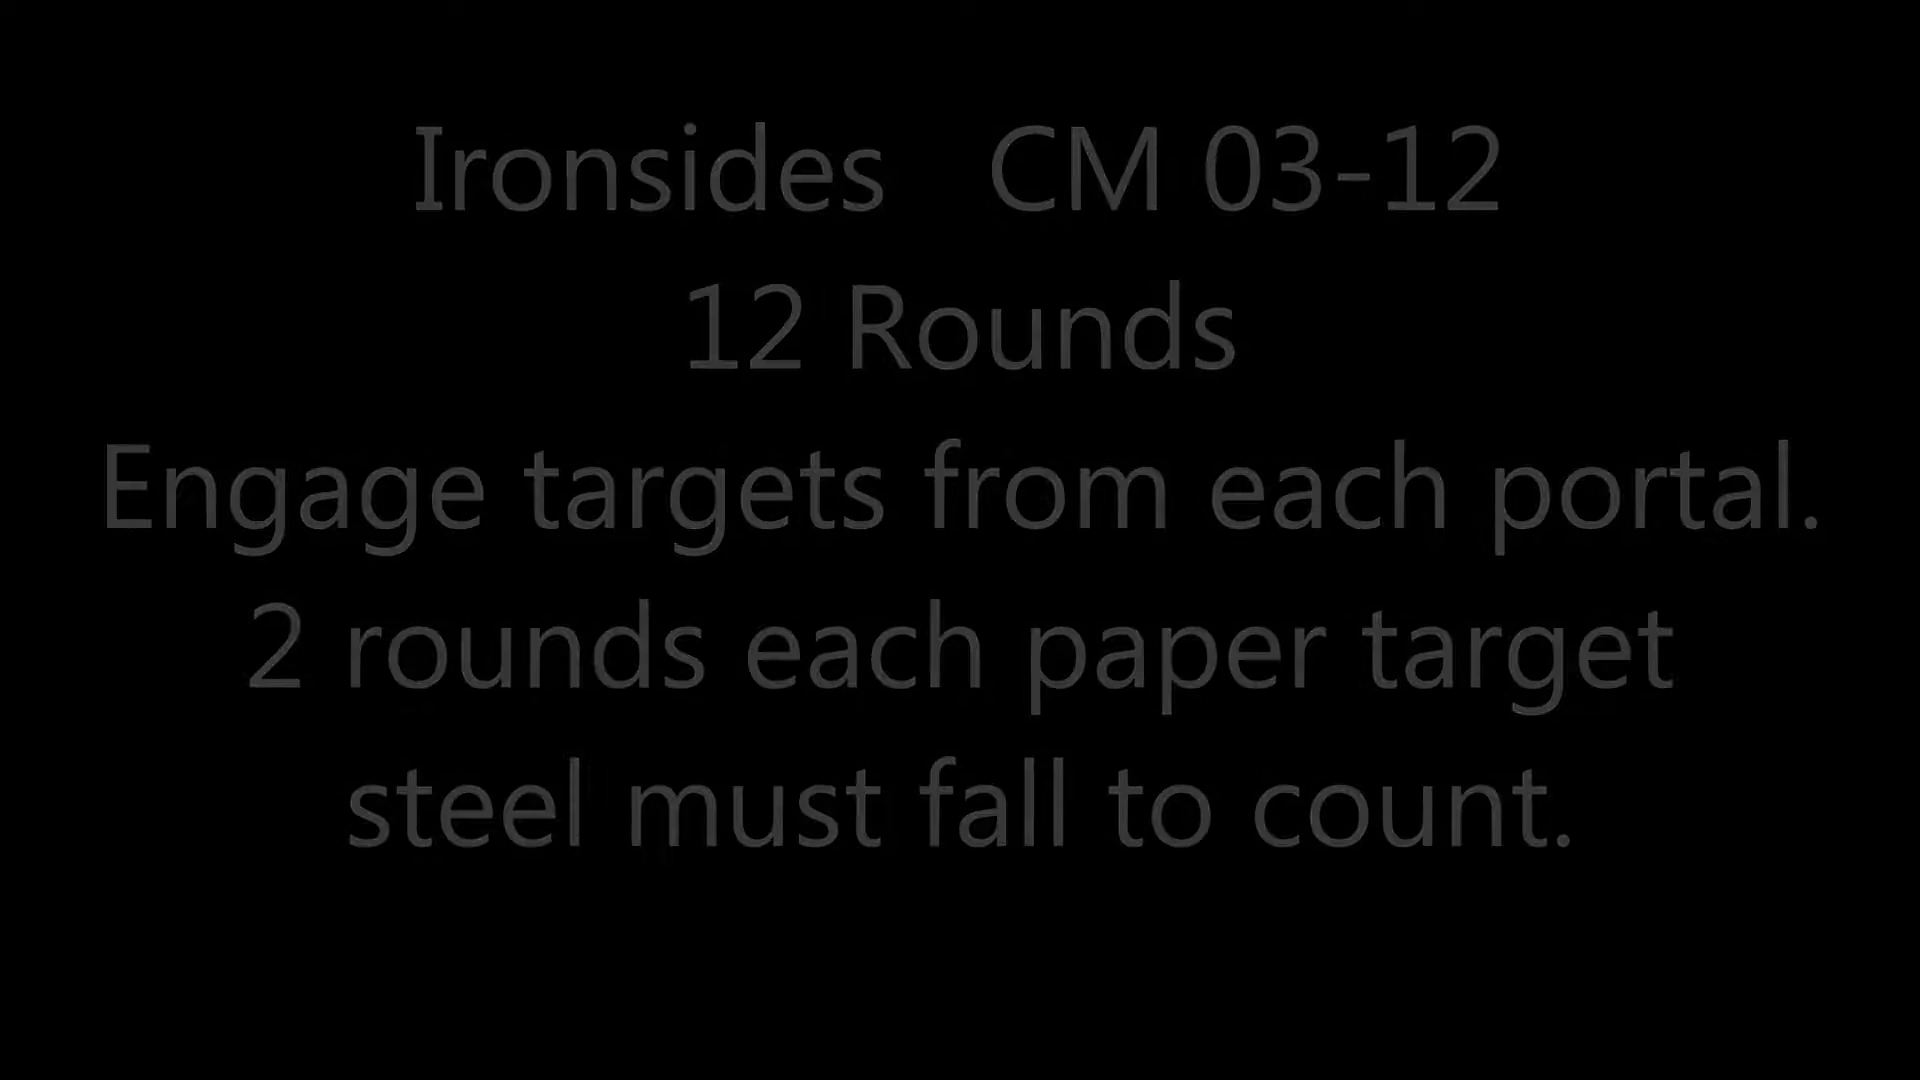 Ironsides CM 03-12
12 Rounds
Engage targets from each portal.
2 rounds each paper target
steel must fall to count.